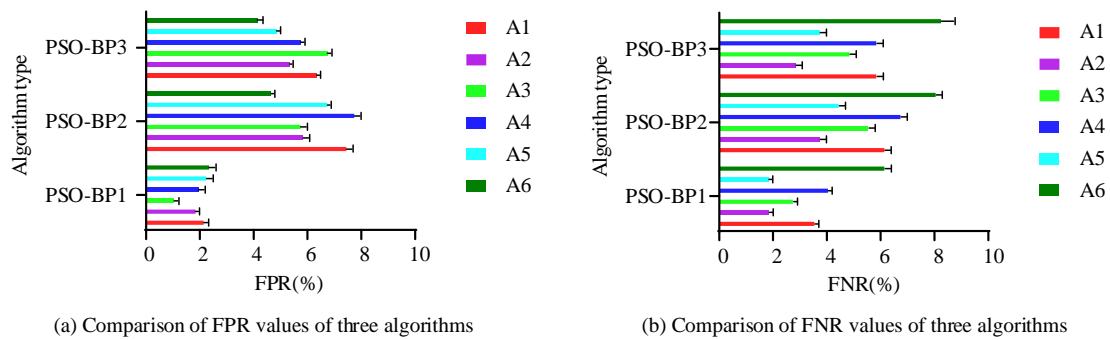 Algorithm type
PSO-BP3
PSO-BP2
PSO-BP1
0 2 4 6 8 10
FPR(%)
A1
A2
A3
A4
A5
A6
(a) Comparison of FPR values of three algorithms
Algorithm type
PSO-BP3
PSO-BP2
PSO-BP1
0 2 4 6 8 10
FNR(%)
A1
A2
A3
A4
A5
A6
(b) Comparison of FNR values of three algorithms